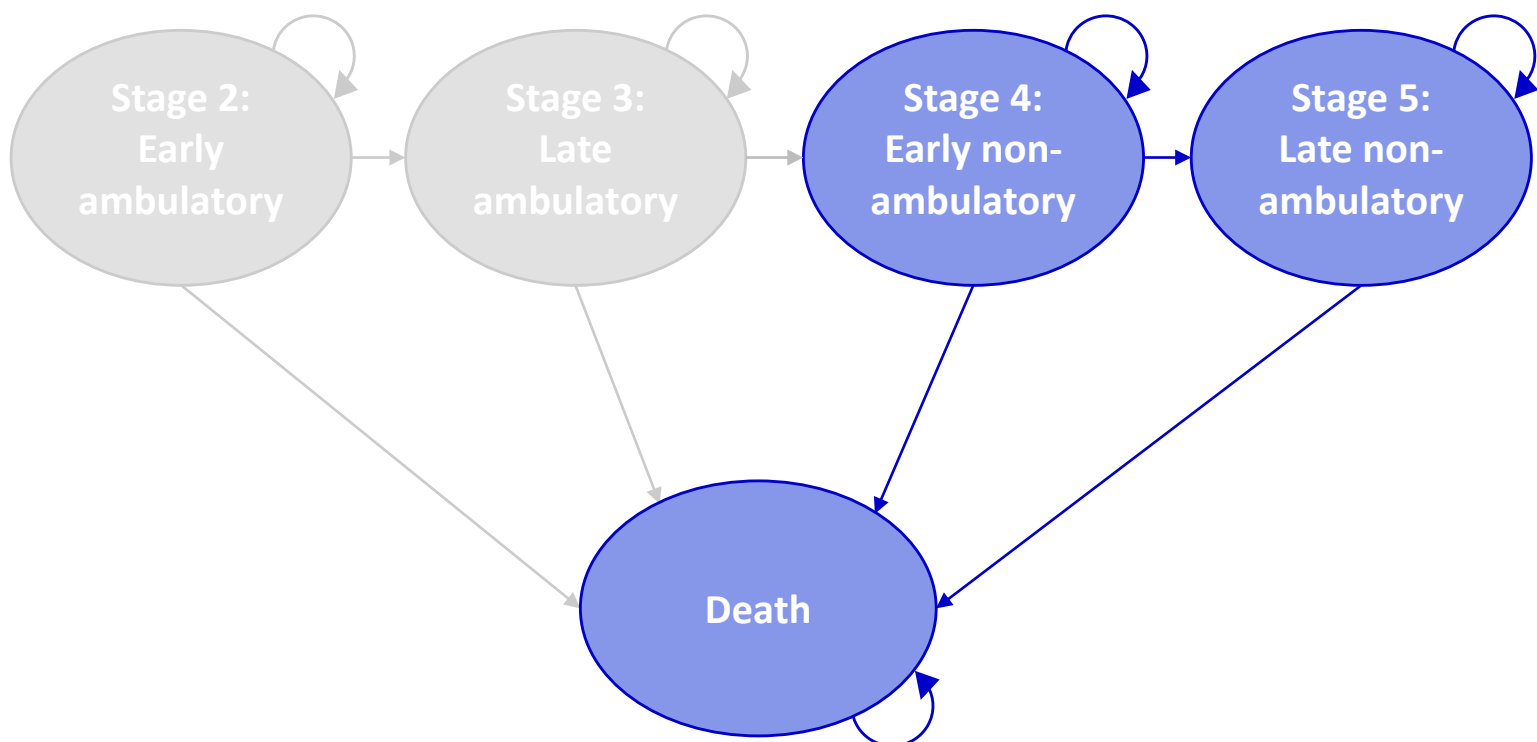 Stage 2:
Early
ambulatory
Stage 3:
Late
ambulatory
Stage 4:
Early non-
ambulatory
Stage 5:
Late non-
ambulatory
Death